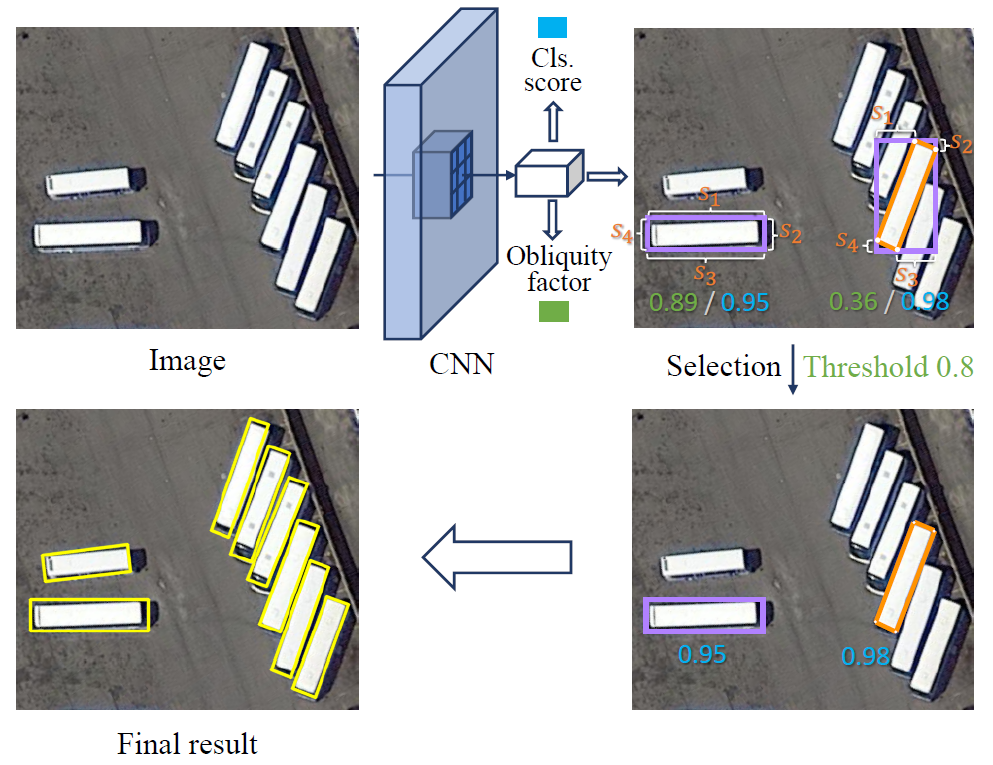 Cls.
score
Obliquity
factor
Image
CNN
s₁
s₂
s₃
s₄
s₁
s₂
s₃
s₄
0.89 / 0.95
0.36 / 0.98
Selection
Threshold 0.8
0.95
0.98
Final result